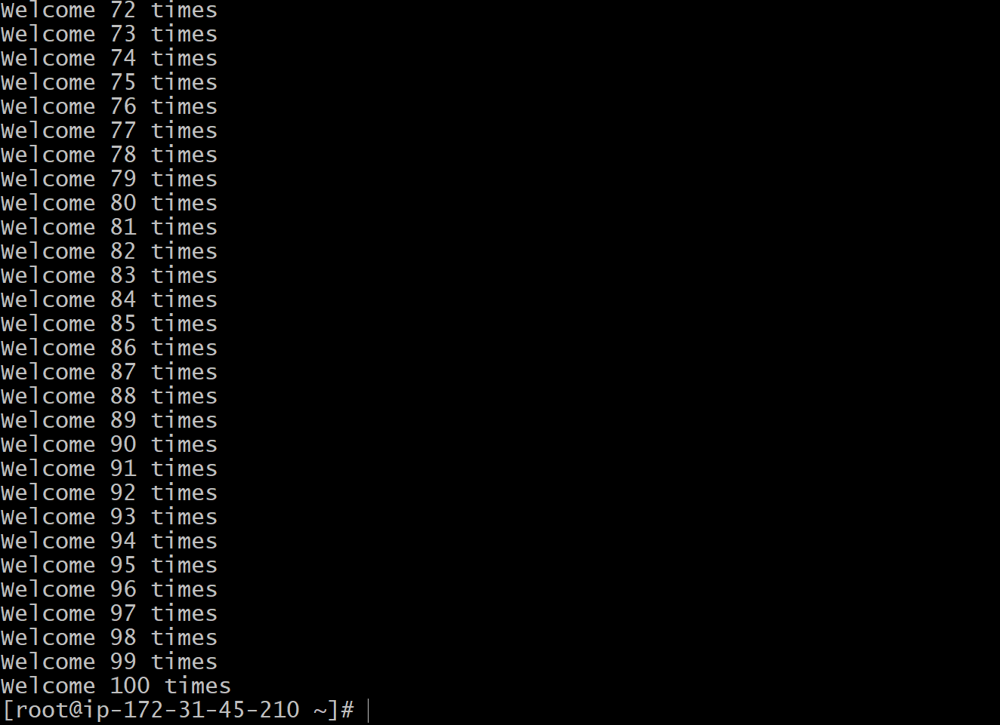 Welcome 72 times
Welcome 73 times
Welcome 74 times
Welcome 75 times
Welcome 76 times
Welcome 77 times
Welcome 78 times
Welcome 79 times
Welcome 80 times
Welcome 81 times
Welcome 82 times
Welcome 83 times
Welcome 84 times
Welcome 85 times
Welcome 86 times
Welcome 87 times
Welcome 88 times
Welcome 89 times
Welcome 90 times
Welcome 91 times
Welcome 92 times
Welcome 93 times
Welcome 94 times
Welcome 95 times
Welcome 96 times
Welcome 97 times
Welcome 98 times
Welcome 99 times
Welcome 100 times
[root@ip-172-31-45-210 ~]#